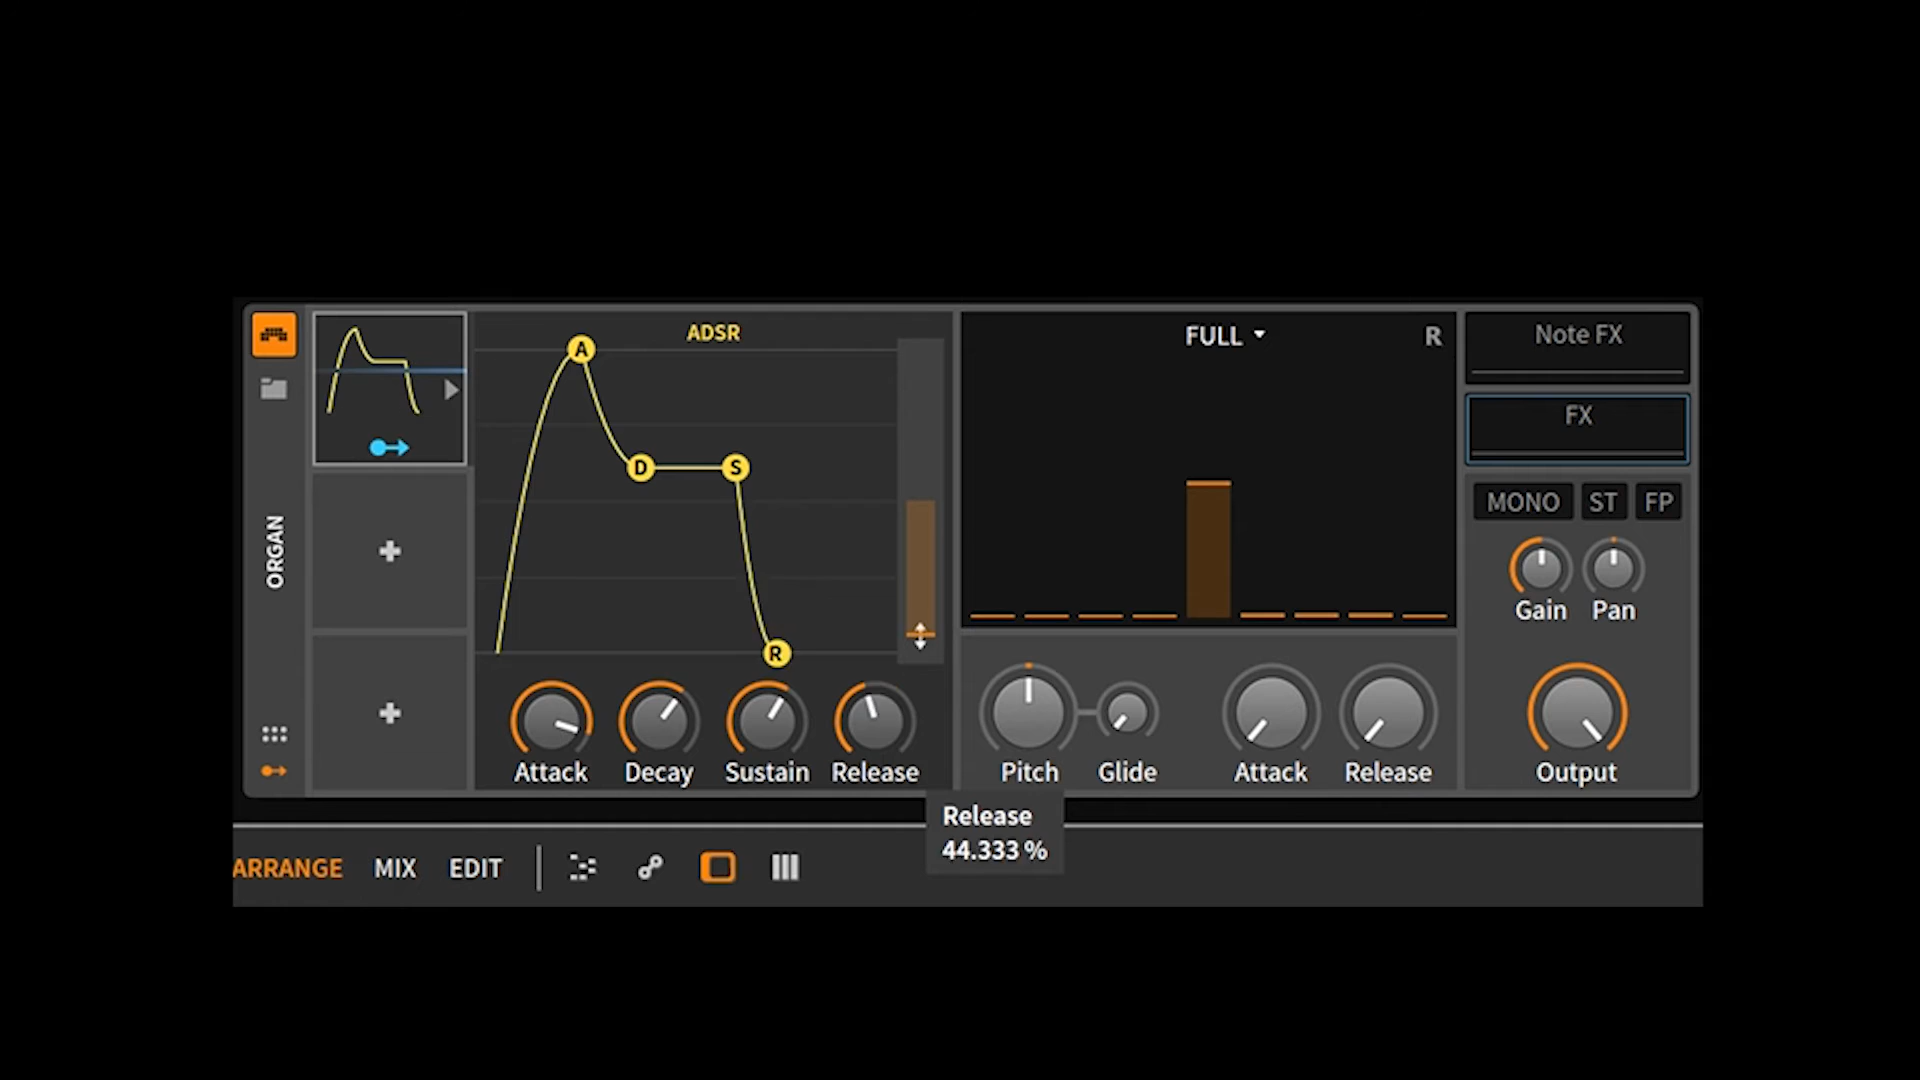 ADSR
A
D
S
R
ORGAN
Attack
Decay
Sustain
Release
FULL
R
Pitch
Glide
Attack
Release
Note FX
FX
MONO
ST
FP
Gain
Pan
Output
Release
44.333 %
ARRANGE
MIX
EDIT